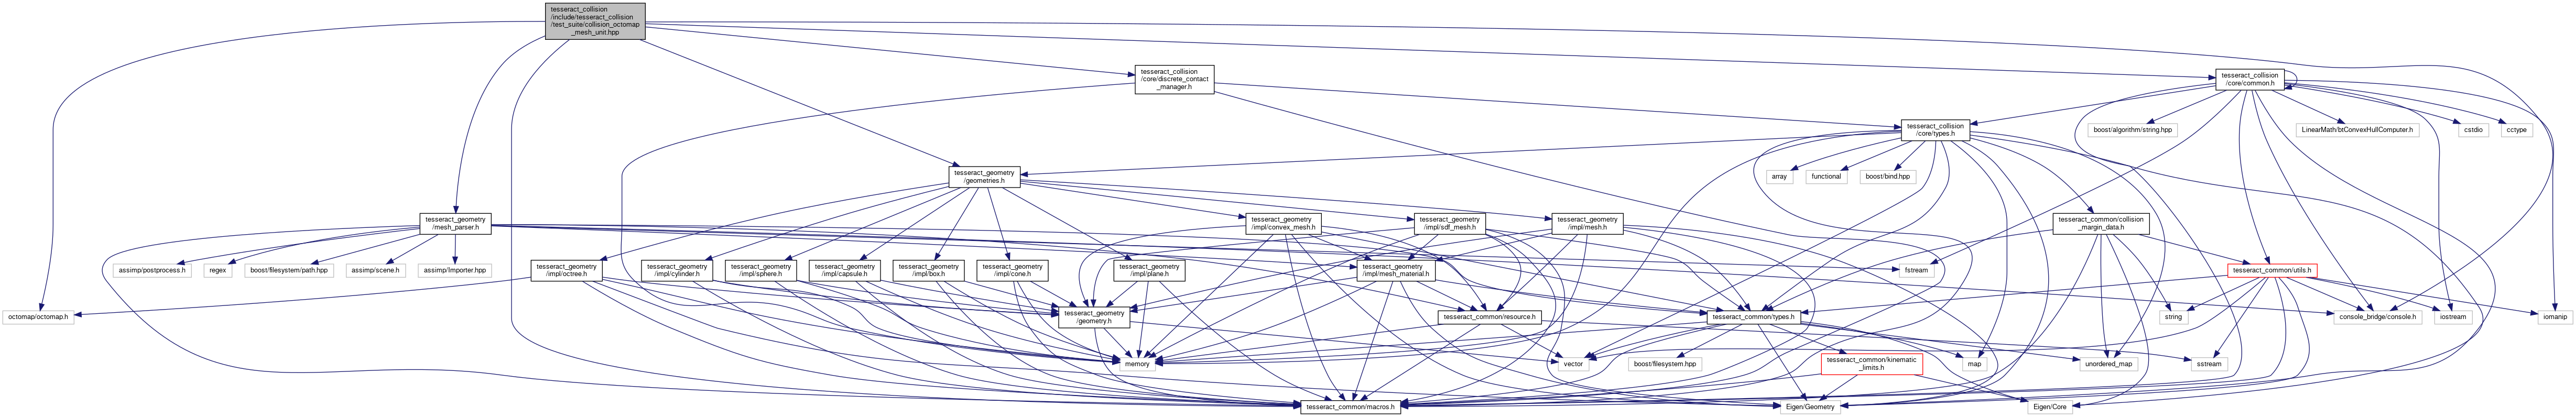 tesseract_collision
/include/tesseract_collision
/test_suite/collision_octomap
_mesh_unit.hpp
tesseract_collision
/core/discrete_contact
_manager.h
tesseract_collision
/core/common.h
tesseract_collision
/core/types.h
boost/algorithm/string.hpp
LinearMath/btConvexHullComputer.h
cstdio
cctype
tesseract_geometry
/geometries.h
array
functional
boost/bind.hpp
tesseract_geometry
/mesh_parser.h
tesseract_geometry
/impl/convex_mesh.h
tesseract_geometry
/impl/sdf_mesh.h
tesseract_geometry
/impl/mesh.h
tesseract_common/collision
_margin_data.h
assimp/postprocess.h
regex
boost/filesystem/path.hpp
assimp/scene.h
assimp/Importer.hpp
tesseract_geometry
/impl/octree.h
tesseract_geometry
/impl/cylinder.h
tesseract_geometry
/impl/sphere.h
tesseract_geometry
/impl/capsule.h
tesseract_geometry
/impl/box.h
tesseract_geometry
/impl/cone.h
tesseract_geometry
/impl/plane.h
tesseract_geometry
/impl/mesh_material.h
fstream
tesseract_common/utils.h
octomap/octomap.h
tesseract_geometry
/geometry.h
tesseract_common/resource.h
tesseract_common/types.h
string
console_bridge/console.h
iostream
iomanip
memory
vector
boost/filesystem.hpp
tesseract_common/kinematic
_limits.h
map
unordered_map
sstream
tesseract_common/macros.h
Eigen/Geometry
Eigen/Core